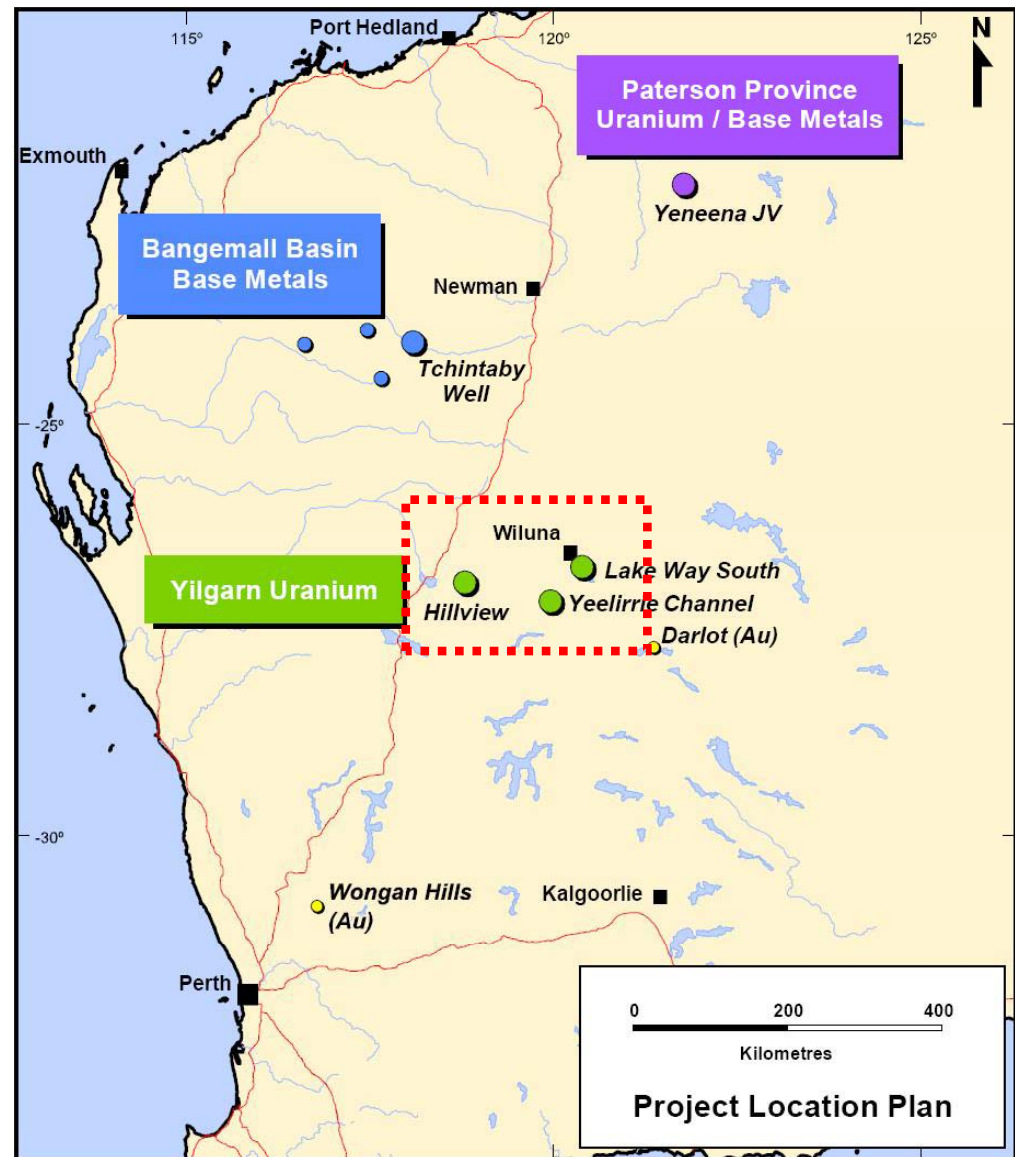 Port Hedland
115°
120°
125°
N
Paterson Province
Uranium / Base Metals
Exmouth
Yeneena JV
Bangemall Basin
Base Metals
Newman
Tchintaby
Well
-25°
Wiluna
Lake Way South
Yilgarn Uranium
Hillview
Yeelirrie Channel
Darlot (Au)
-30°
Wongan Hills
(Au)
Kalgoorlie
Perth
0 200 400
Kilometres
Project Location Plan